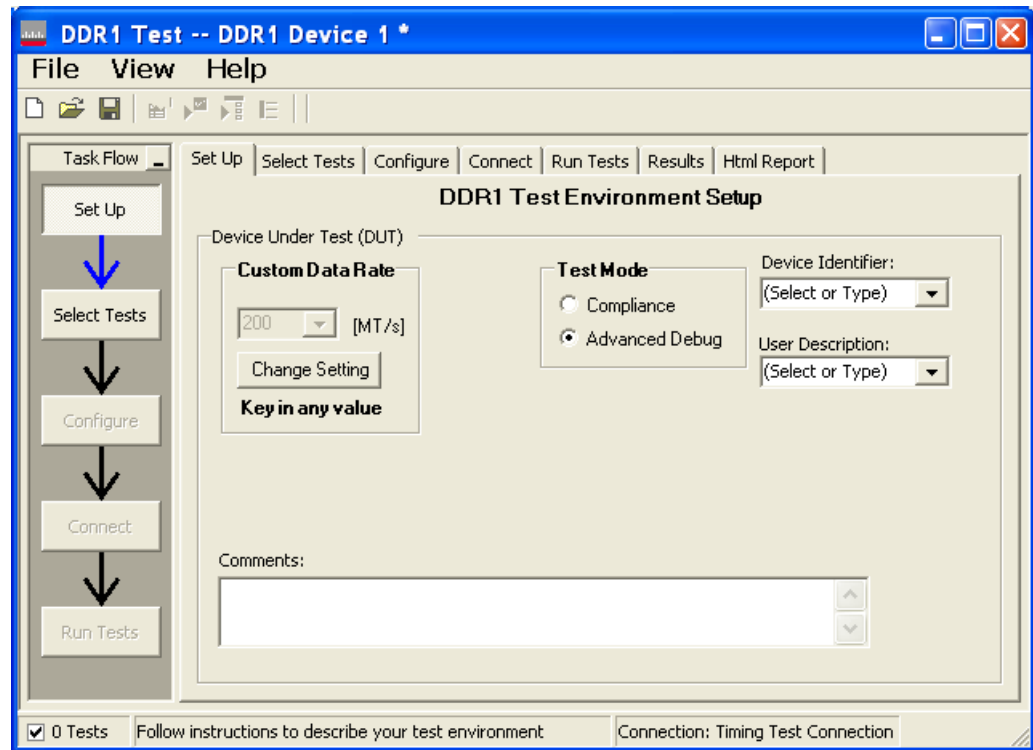 DDR1 Test -- DDR1 Device 1 *
File View Help
Task Flow
Set Up
Select Tests
Configure
Connect
Run Tests
Set Up Select Tests Configure Connect Run Tests Results Html Report
DDR1 Test Environment Setup
Device Under Test (DUT)
Custom Data Rate
200 [MT/s]
Change Setting
Key in any value
Test Mode
Compliance
Advanced Debug
Device Identifier:
(Select or Type)
User Description:
(Select or Type)
Comments:
0 Tests Follow instructions to describe your test environment Connection: Timing Test Connection